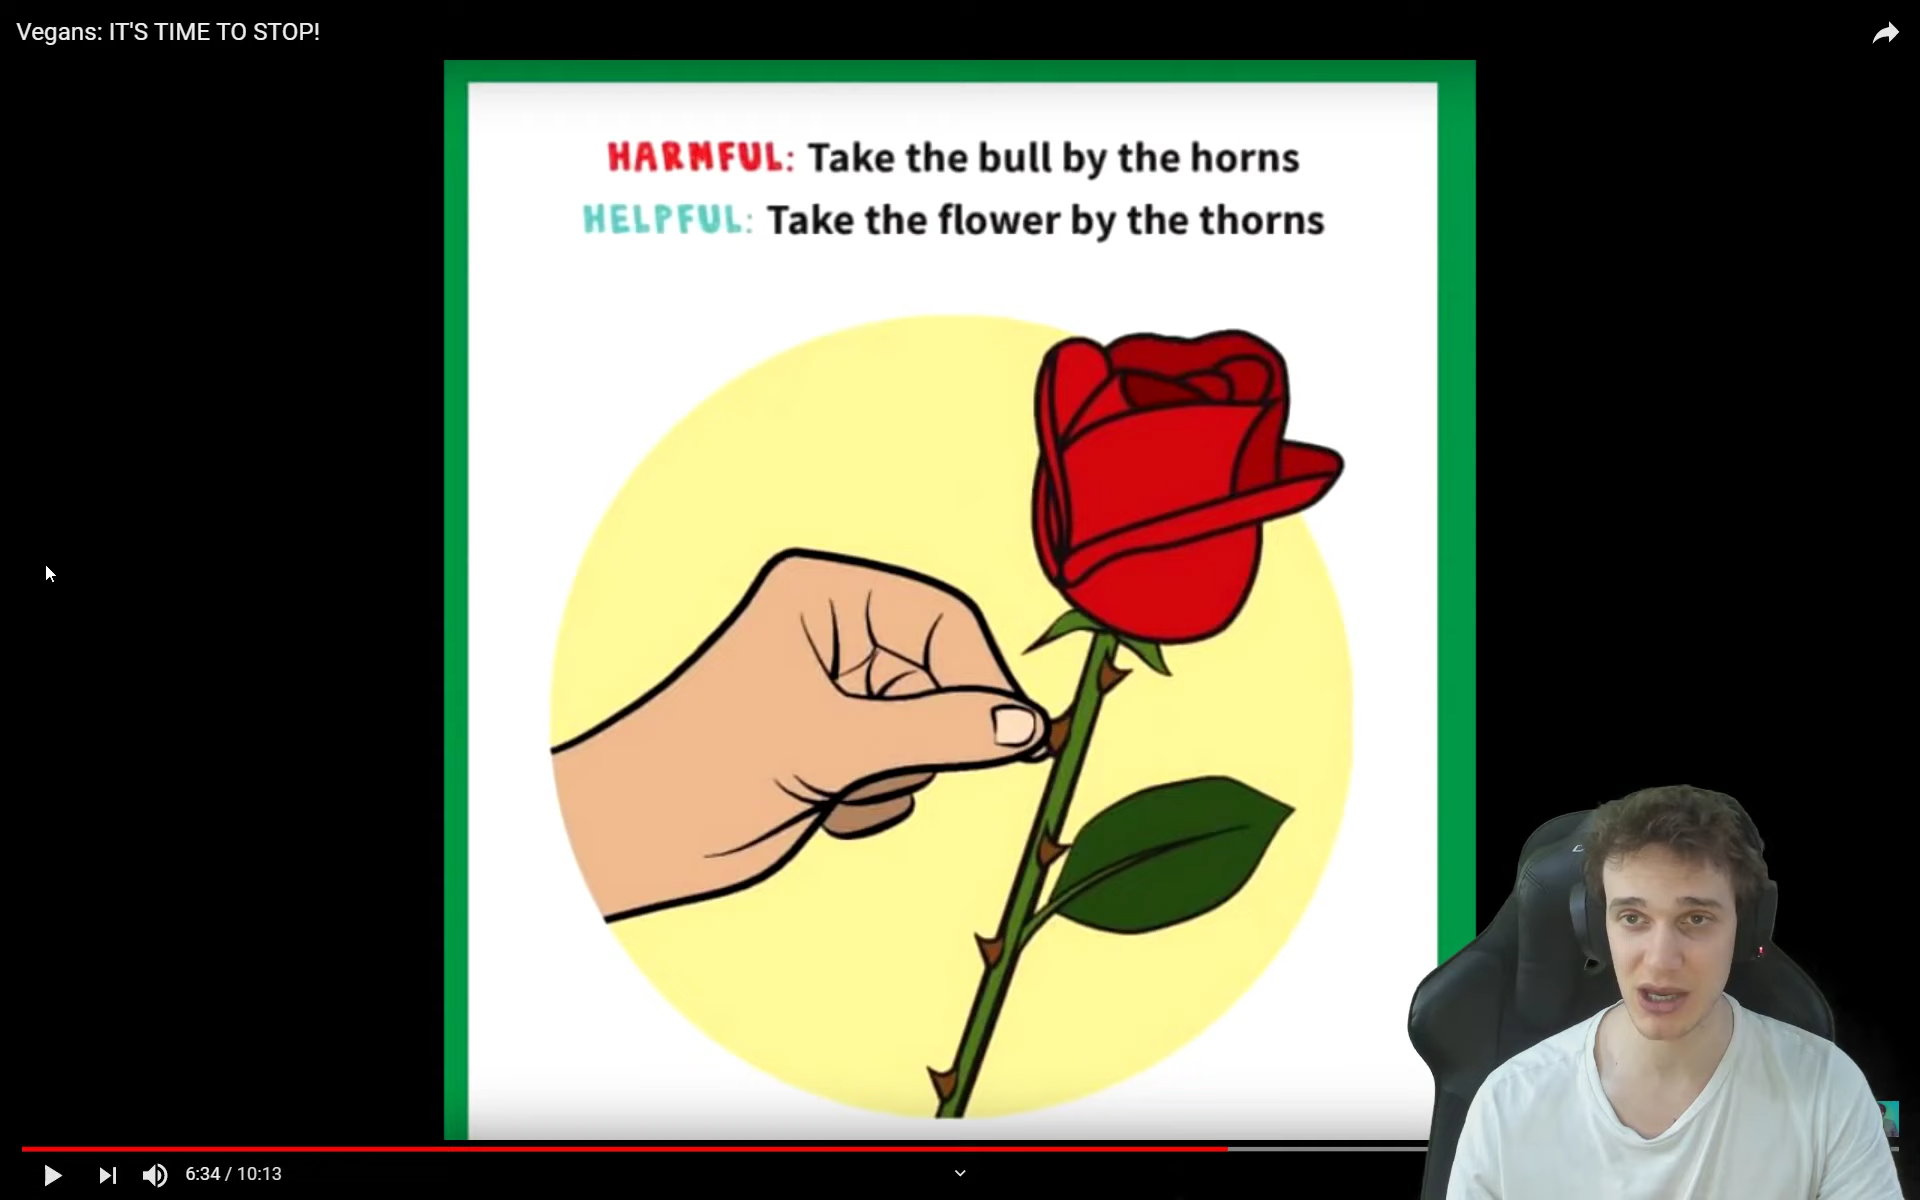 Vegans: IT'S TIME TO STOP!
HARMFUL: Take the bull by the horns
HELPFUL: Take the flower by the thorns
6:34 / 10:13